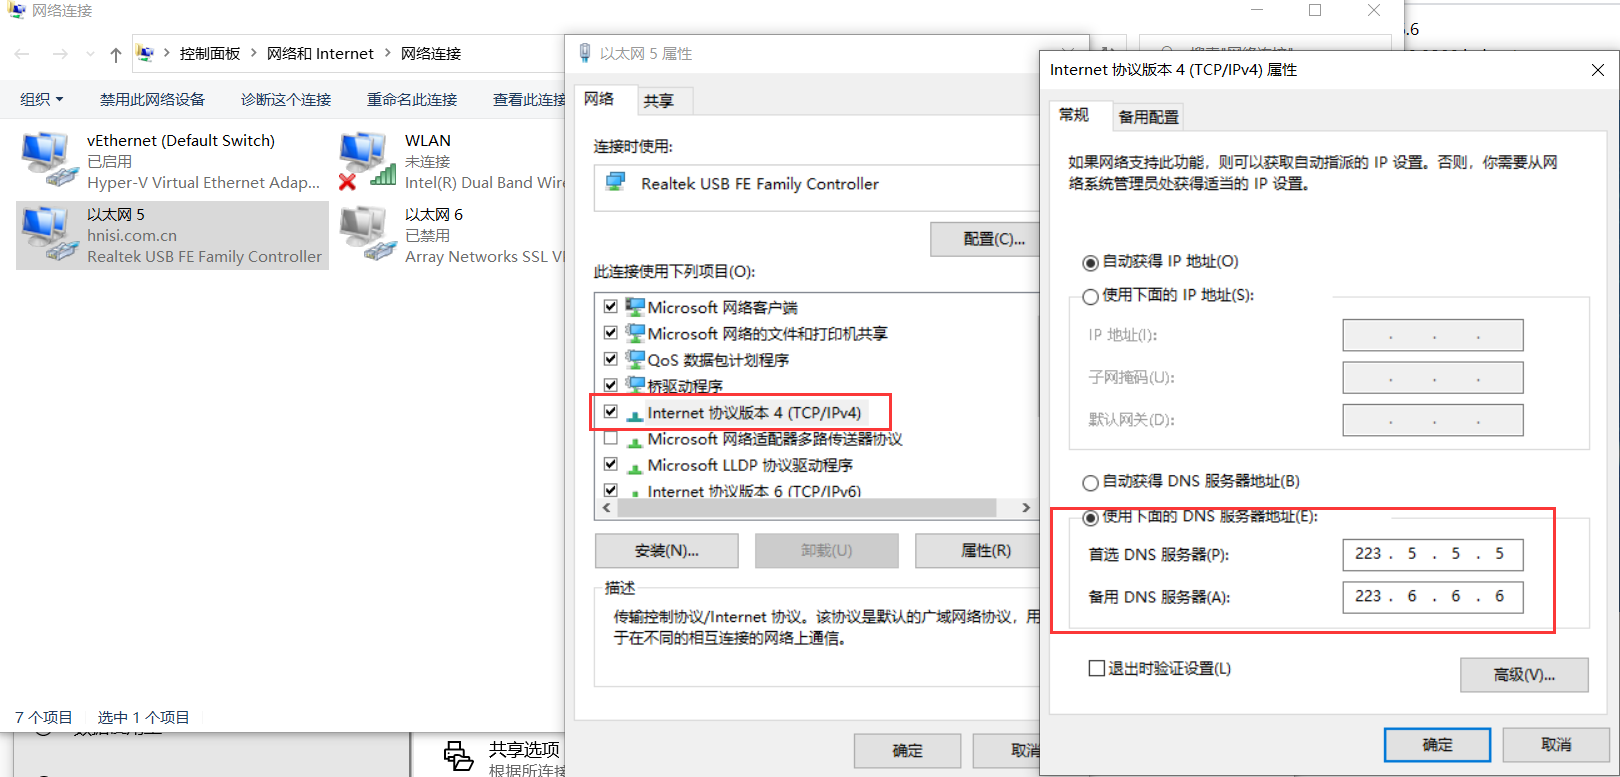 网络连接
控制面板 网络和 Internet 网络连接
组织 禁用此网络设备 诊断这个连接 重命名此连接 查看此连接
vEthernet (Default Switch)
已启用
Hyper-V Virtual Ethernet Adap...
WLAN
未连接
Intel(R) Dual Band Wire
以太网 5
hnisi.com.cn
Realtek USB FE Family Controller
以太网 6
已禁用
Array Networks SSL VP
7 个项目 选中 1 个项目
共享选项
根据所连接
以太网 5 属性
网络 共享
连接时使用:
Realtek USB FE Family Controller
配置(C)...
此连接使用下列项目(O):
Microsoft 网络客户端
Microsoft 网络的文件和打印机共享
QoS 数据包计划程序
桥驱动程序
Internet 协议版本 4 (TCP/IPv4)
Microsoft 网络适配器多路传送器协议
Microsoft LLDP 协议驱动程序
Internet 协议版本 6 (TCP/IPv6)
安装(N)... 卸载(U) 属性(R)
描述
传输控制协议/Internet 协议。该协议是默认的广域网络协议，用
于在不同的相互连接的网络上通信。
确定 取消
Internet 协议版本 4 (TCP/IPv4) 属性
常规 备用配置
如果网络支持此功能，则可以获取自动指派的 IP 设置。否则，你需要从网
络系统管理员处获得适当的 IP 设置。
自动获得 IP 地址(O)
使用下面的 IP 地址(S):
IP 地址(I):
子网掩码(U):
默认网关(D):
自动获得 DNS 服务器地址(B)
使用下面的 DNS 服务器地址(E):
首选 DNS 服务器(P): 223 . 5 . 5 . 5
备用 DNS 服务器(A): 223 . 6 . 6 . 6
退出时验证设置(L)
高级(V)...
确定 取消